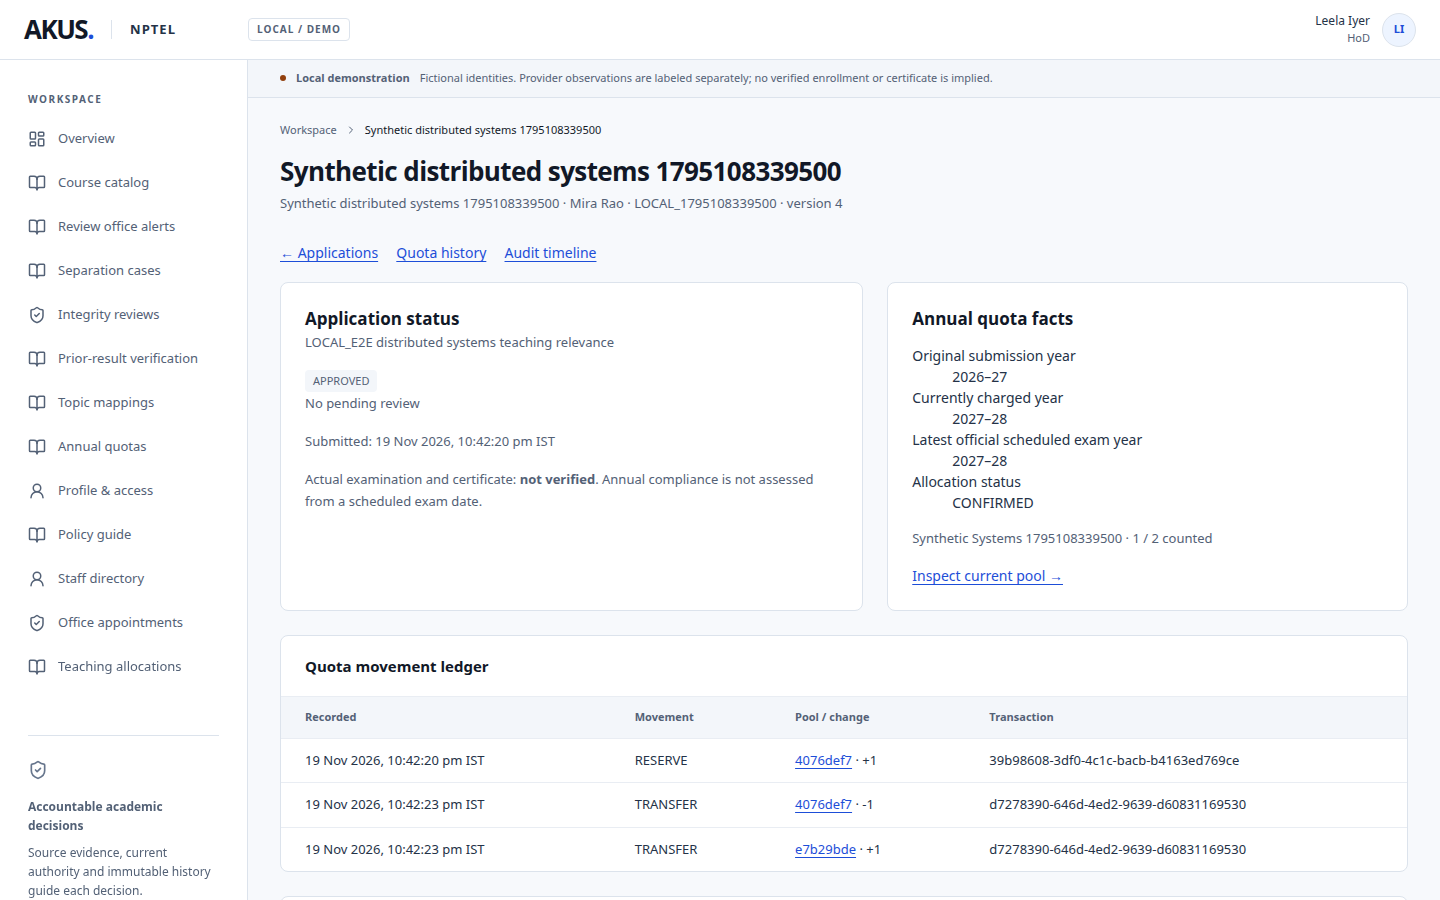 AKUS.
NPTEL
LOCAL / DEMO
Leela Iyer
HoD
LI
WORKSPACE
Overview
Course catalog
Review office alerts
Separation cases
Integrity reviews
Prior-result verification
Topic mappings
Annual quotas
Profile & access
Policy guide
Staff directory
Office appointments
Teaching allocations
Accountable academic
decisions
Source evidence, current
authority and immutable history
guide each decision.
Local demonstration Fictional identities. Provider observations are labeled separately; no verified enrollment or certificate is implied.
Workspace > Synthetic distributed systems 1795108339500
Synthetic distributed systems 1795108339500
Synthetic distributed systems 1795108339500 · Mira Rao · LOCAL_1795108339500 · version 4
← Applications Quota history Audit timeline
Application status
LOCAL_E2E distributed systems teaching relevance
APPROVED
No pending review
Submitted: 19 Nov 2026, 10:42:20 pm IST
Actual examination and certificate: not verified. Annual compliance is not assessed
from a scheduled exam date.
Annual quota facts
Original submission year
2026–27
Currently charged year
2027–28
Latest official scheduled exam year
2027–28
Allocation status
CONFIRMED
Synthetic Systems 1795108339500 · 1 / 2 counted
Inspect current pool →
Quota movement ledger
Recorded Movement Pool / change Transaction
19 Nov 2026, 10:42:20 pm IST RESERVE 4076def7 · +1 39b98608-3df0-4c1c-bacb-b4163ed769ce
19 Nov 2026, 10:42:23 pm IST TRANSFER 4076def7 · -1 d7278390-646d-4ed2-9639-d60831169530
19 Nov 2026, 10:42:23 pm IST TRANSFER e7b29bde · +1 d7278390-646d-4ed2-9639-d60831169530